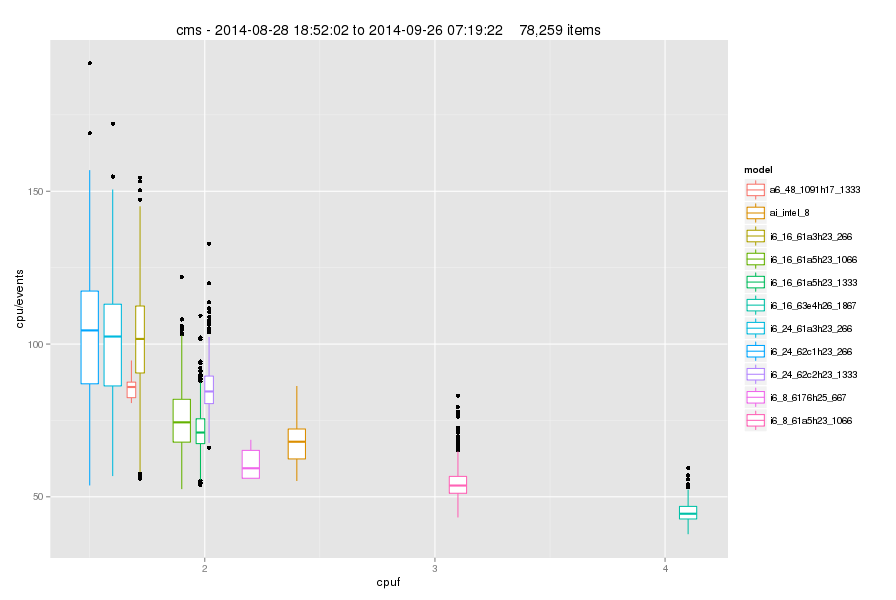 cms - 2014-08-28 18:52:02 to 2014-09-26 07:19:22 78,259 items
cpu/events
150
100
50
2
3
4
cpuf
model
a6_48_1091h17_1333
ai_intel_8
i6_16_61a3h23_266
i6_16_61a5h23_1066
i6_16_61a5h23_1333
i6_16_63e4h26_1867
i6_24_61a3h23_266
i6_24_62c1h23_266
i6_24_62c2h23_1333
i6_8_6176h25_667
i6_8_61a5h23_1066